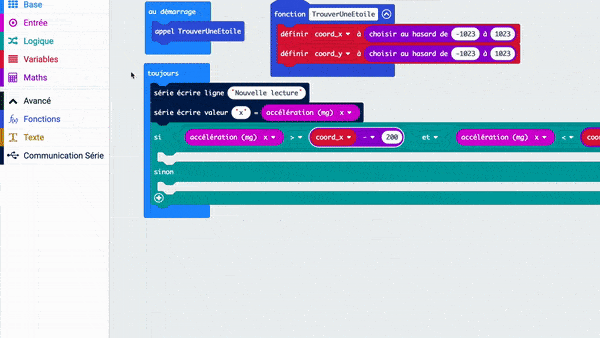 Base
Entrée
Logique
Variables
Maths
Avancé
Fonctions
Texte
Communication Série
au démarrage
appel TrouverUneEtoile
fonction TrouverUneEtoile
définir coord_x à choisir au hasard de -1023 à 1023
définir coord_y à choisir au hasard de -1023 à 1023
toujours
série écrire ligne "Nouvelle lecture"
série écrire valeur "x" = accélération (mg) x
si accélération (mg) x > coord_x - 200 et accélération (mg) x <
sinon